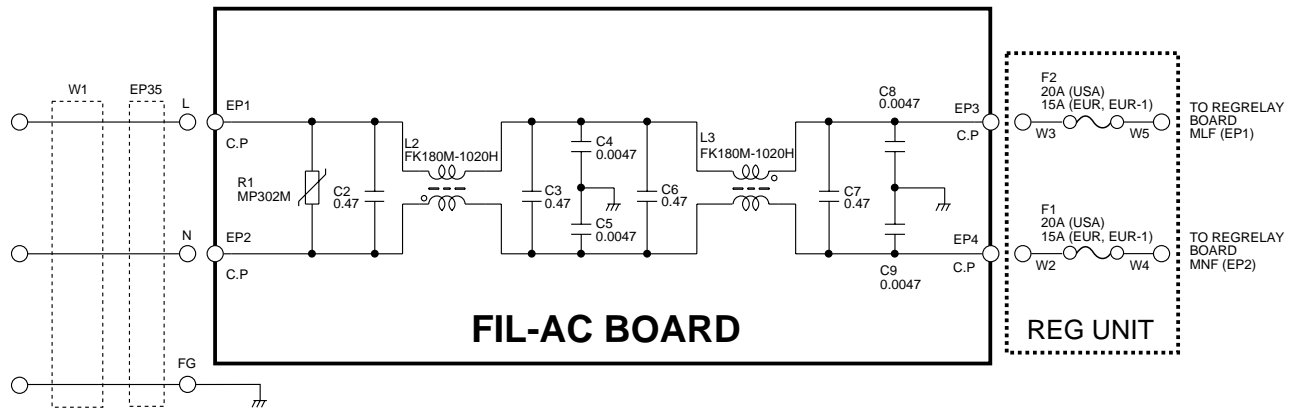 W1
EP35
L
EP1
C.P
R1
MP302M
C2
0.47
L2
FK180M-1020H
C3
0.47
C4
0.0047
C5
0.0047
C6
0.47
L3
FK180M-1020H
C7
0.47
C8
0.0047
C9
0.0047
EP3
C.P
EP4
C.P
N
EP2
C.P
FG
FIL-AC BOARD
F2
20A (USA)
15A (EUR, EUR-1)
W3
W5
TO REGRELAY
BOARD
MLF (EP1)
F1
20A (USA)
15A (EUR, EUR-1)
W2
W4
TO REGRELAY
BOARD
MNF (EP2)
REG UNIT